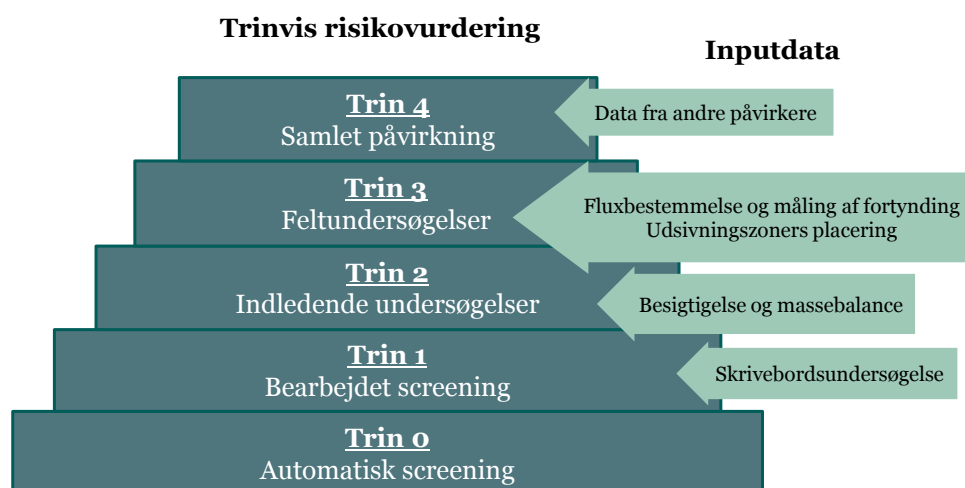 Trinvis risikovurdering
Inputdata
Trin 4
Samlet påvirkning
Data fra andre påvirkere
Trin 3
Feltundersøgelser
Fluxbestemmelse og måling af fortynding
Udsivningszoners placering
Trin 2
Indledende undersøgelser
Besigtigelse og massebalance
Trin 1
Bearbejdet screening
Skrivebordsundersøgelse
Trin 0
Automatisk screening